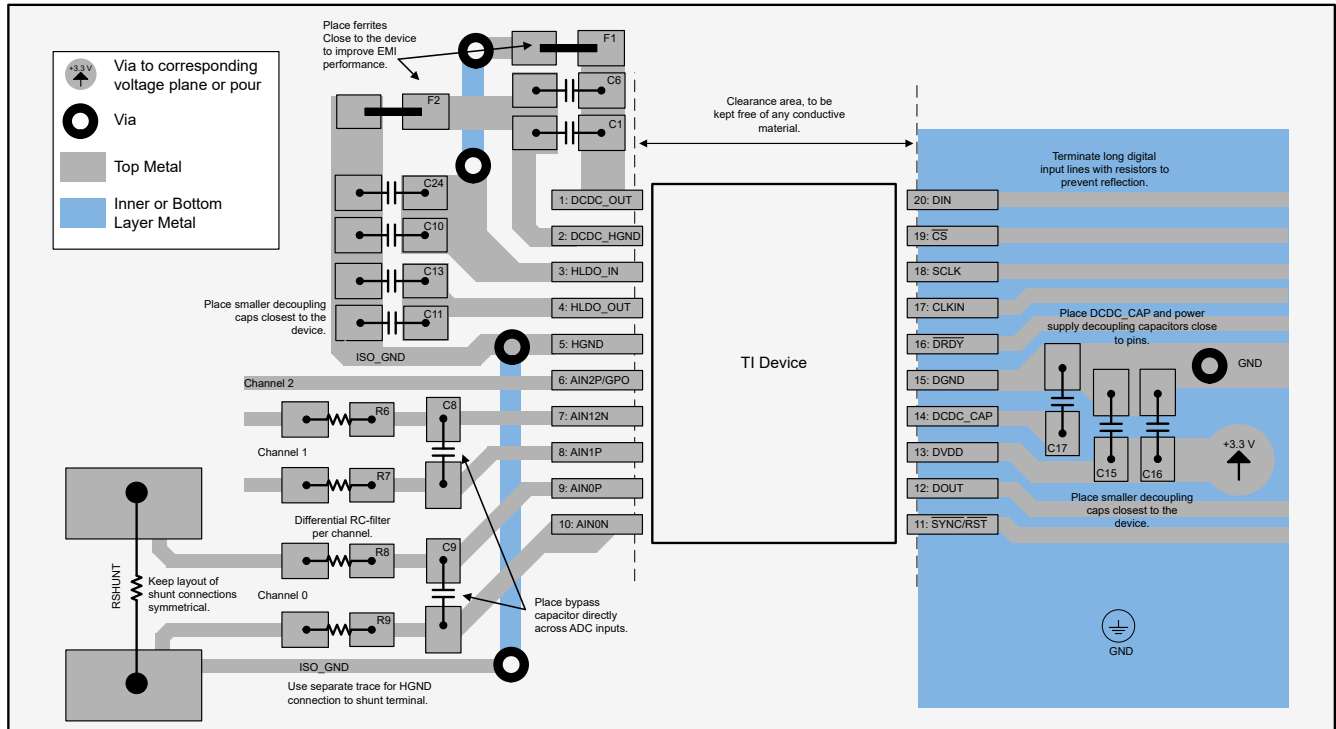 +3.3 V
Via to corresponding
voltage plane or pour
Via
Top Metal
Inner or Bottom
Layer Metal
Place ferrites
Close to the device
to improve EMI
performance.
F1
F2
C6
C1
C24
C10
C13
C11
Place smaller decoupling
caps closest to the
device.
ISO_GND
Clearance area, to be
kept free of any conductive
material.
1: DCDC_OUT
2: DCDC_HGND
3: HLDO_IN
4: HLDO_OUT
5: HGND
6: AIN2P/GPO
7: AIN12N
8: AIN1P
9: AIN0P
10: AIN0N
TI Device
20: DIN
19: CS
18: SCLK
17: CLKIN
16: DRDY
15: DGND
14: DCDC_CAP
13: DVDD
12: DOUT
11: SYNC/RST
Terminate long digital
input lines with resistors to
prevent reflection.
Place DCDC_CAP and power
supply decoupling capacitors close
to pins.
GND
C17
C15
C16
+3.3 V
Place smaller decoupling
caps closest to the
device.
GND
Channel 2
R6
C8
Channel 1
R7
Differential RC-filter
per channel.
R8
C9
RSHUNT
Keep layout of
shunt connections
symmetrical.
Channel 0
R9
Place bypass
capacitor directly
across ADC inputs.
ISO_GND
Use separate trace for HGND
connection to shunt terminal.